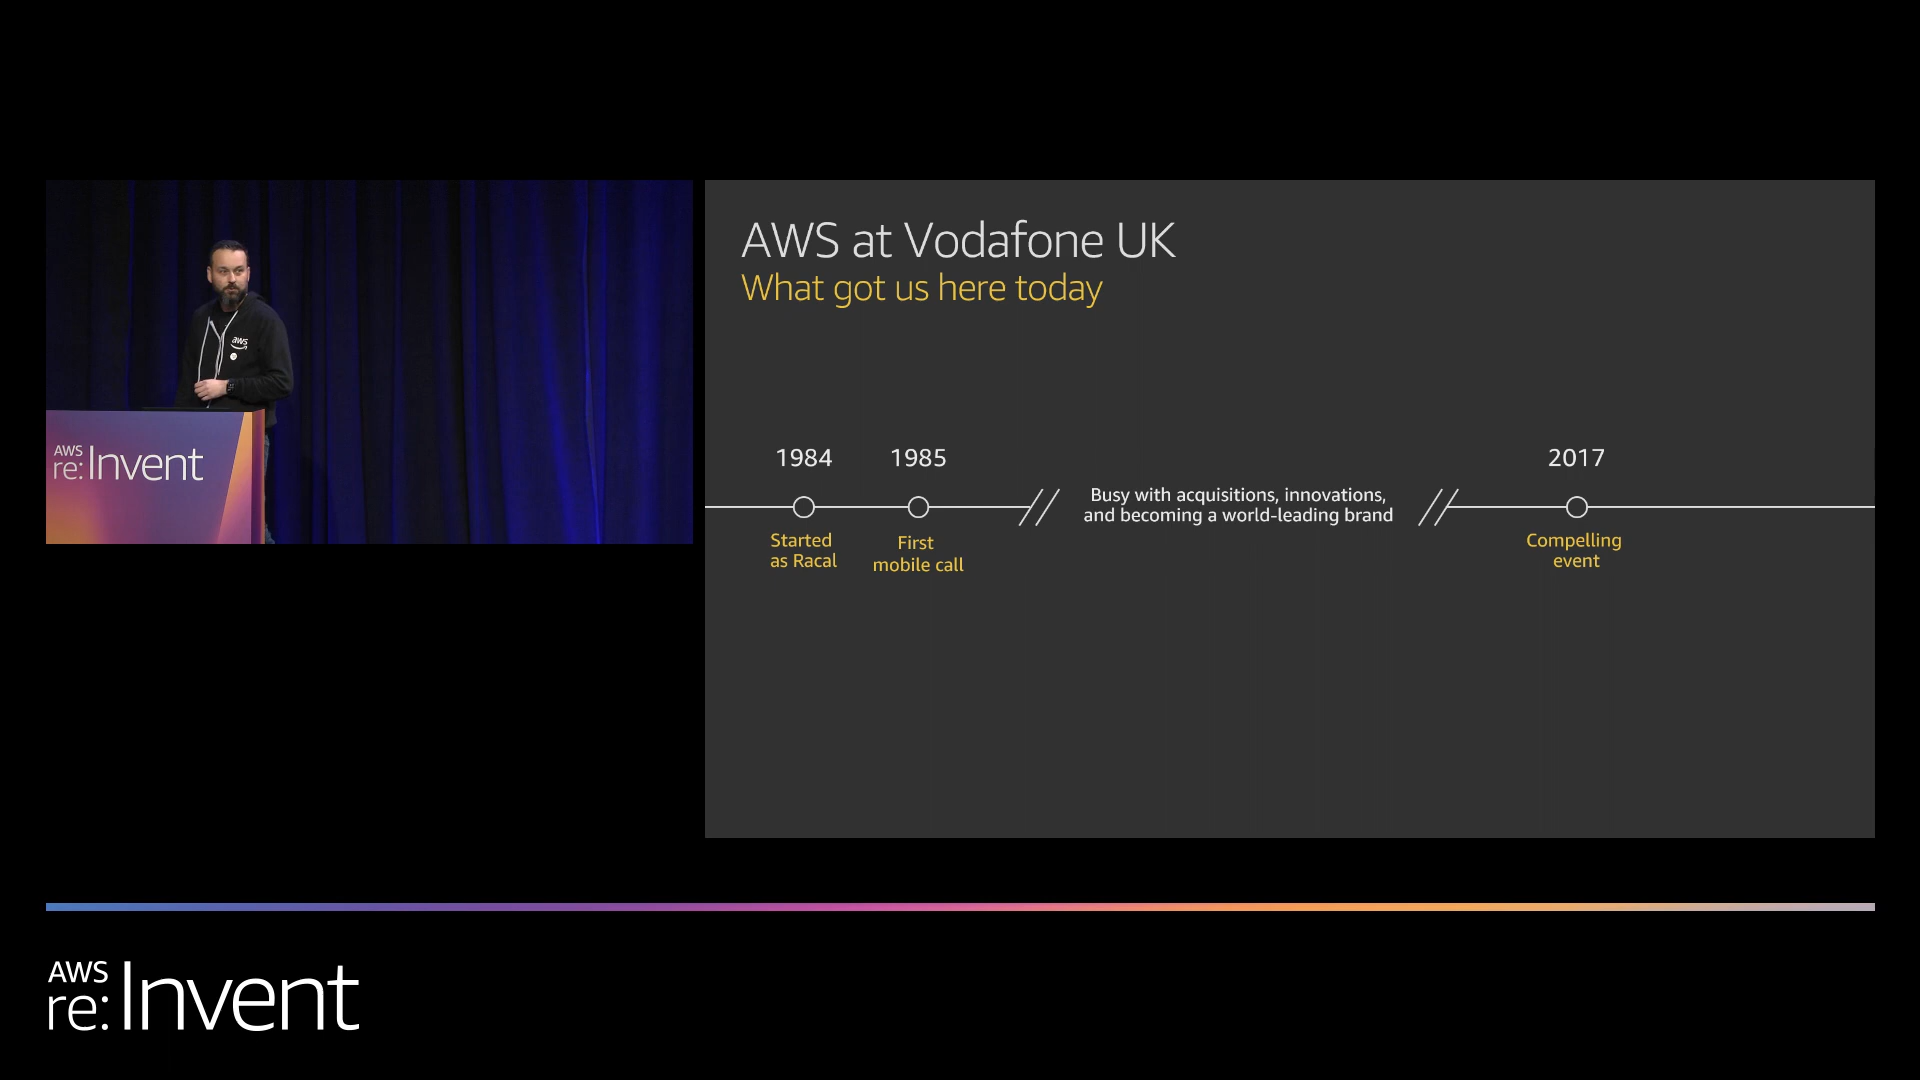 aws
AWS
re:Invent
AWS at Vodafone UK
What got us here today
1984
1985
2017
Busy with acquisitions, innovations,
and becoming a world-leading brand
Started
as Racal
First
mobile call
Compelling
event
AWS
re:Invent